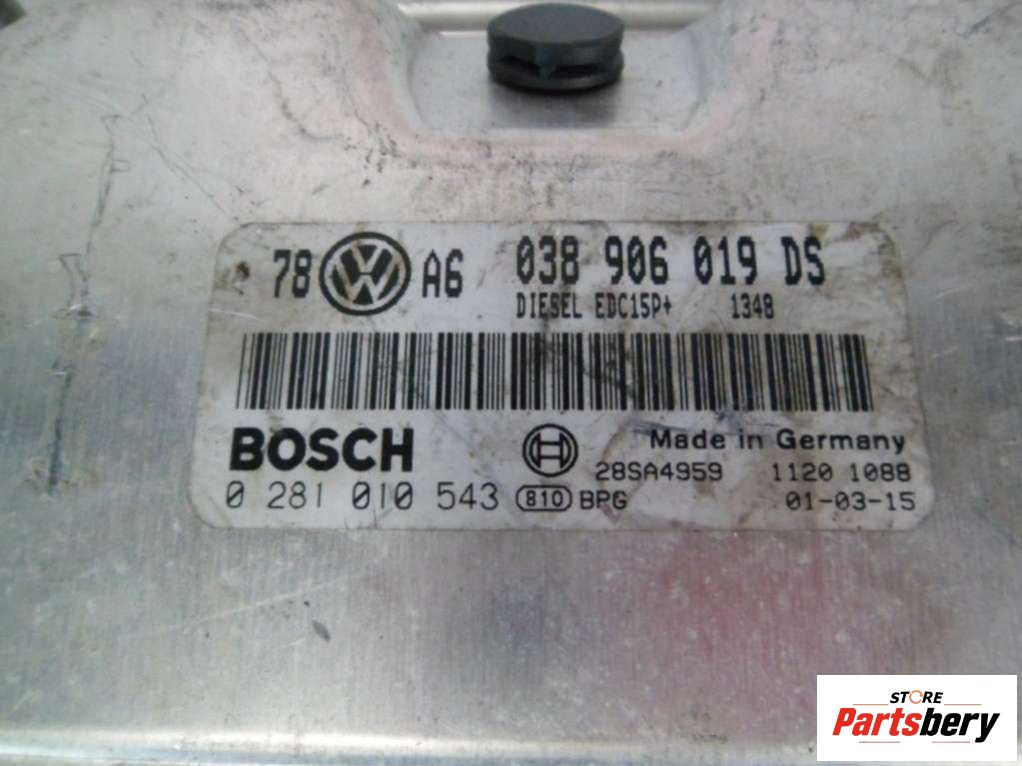 78 VW A6 038 906 019 DS
DIESEL EDC15P+ 1348
BOSCH Made in Germany
28SA4959 1120 1088
0 281 010 543 810 BPG 01-03-15
STORE
Partsbery